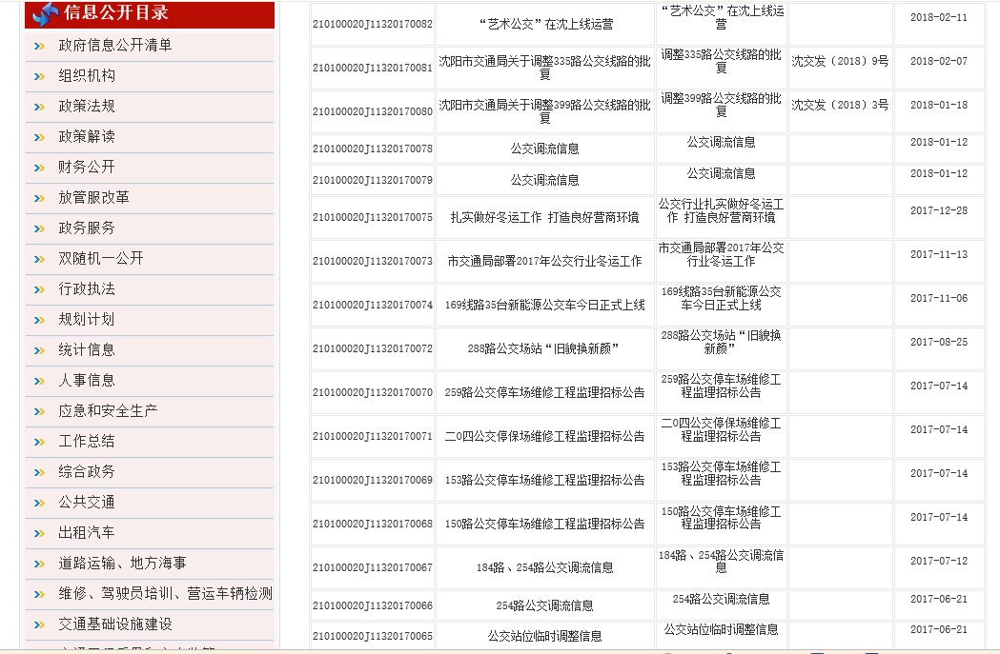 信息公开目录
政府信息公开清单
组织机构
政策法规
政策解读
财务公开
放管服改革
政务服务
双随机一公开
行政执法
规划计划
统计信息
人事信息
应急和安全生产
工作总结
综合政务
公共交通
出租汽车
道路运输、地方海事
维修、驾驶员培训、营运车辆检测
交通基础设施建设
210100020J11320170082
“艺术公交”在沈上线运营
“艺术公交”在沈上线运
营
2018-02-11
210100020J11320170081
沈阳市交通局关于调整335路公交线路的批
复
调整335路公交线路的批
复
沈交发（2018）9号
2018-02-07
210100020J11320170080
沈阳市交通局关于调整399路公交线路的批
复
调整399路公交线路的批
复
沈交发（2018）3号
2018-01-18
210100020J11320170078
公交调流信息
公交调流信息
2018-01-12
210100020J11320170079
公交调流信息
公交调流信息
2018-01-12
210100020J11320170075
扎实做好冬运工作 打造良好营商环境
公交行业扎实做好冬运工
作 打造良好营商环境
2017-12-28
210100020J11320170073
市交通局部署2017年公交行业冬运工作
市交通局部署2017年公交
行业冬运工作
2017-11-13
210100020J11320170074
169线路35台新能源公交车今日正式上线
169线路35台新能源公交
车今日正式上线
2017-11-06
210100020J11320170072
288路公交场站“旧貌换新颜”
288路公交场站“旧貌换
新颜”
2017-08-25
210100020J11320170070
259路公交停车场维修工程监理招标公告
259路公交停车场维修工
程监理招标公告
2017-07-14
210100020J11320170071
二0四公交停保场维修工程监理招标公告
二0四公交停保场维修工
程监理招标公告
2017-07-14
210100020J11320170069
153路公交停车场维修工程监理招标公告
153路公交停车场维修工
程监理招标公告
2017-07-14
210100020J11320170068
150路公交停车场维修工程监理招标公告
150路公交停车场维修工
程监理招标公告
2017-07-14
210100020J11320170067
184路、254路公交调流信息
184路、254路公交调流信
息
2017-07-12
210100020J11320170066
254路公交调流信息
254路公交调流信息
2017-06-21
210100020J11320170065
公交站位临时调整信息
公交站位临时调整信息
2017-06-21